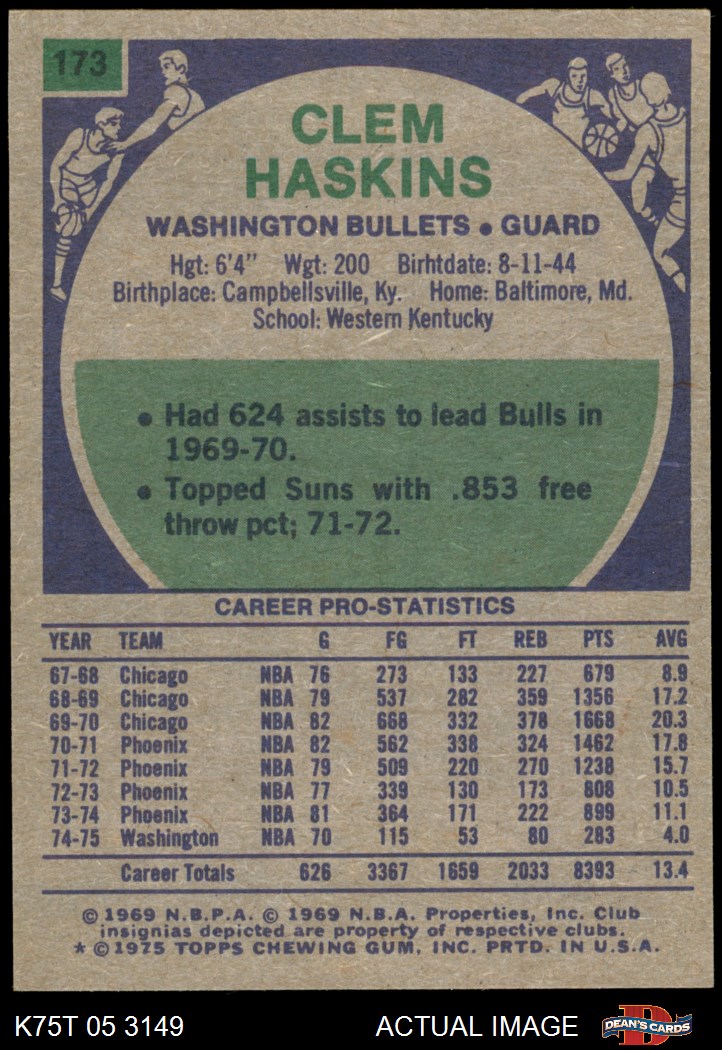 173
CLEM
HASKINS
WASHINGTON BULLETS • GUARD
Hgt: 6'4" Wgt: 200 Birhtdate: 8-11-44
Birthplace: Campbellsville, Ky. Home: Baltimore, Md.
School: Western Kentucky
• Had 624 assists to lead Bulls in
1969-70.
• Topped Suns with .853 free
throw pct; 71-72.
CAREER PRO-STATISTICS
YEAR TEAM G FG FT REB PTS AVG
67-68 Chicago NBA 76 273 133 227 679 8.9
68-69 Chicago NBA 79 537 282 359 1356 17.2
69-70 Chicago NBA 82 668 332 378 1668 20.3
70-71 Phoenix NBA 82 562 338 324 1462 17.8
71-72 Phoenix NBA 79 509 220 270 1238 15.7
72-73 Phoenix NBA 77 339 130 173 808 10.5
73-74 Phoenix NBA 81 364 171 222 899 11.1
74-75 Washington NBA 70 115 53 80 283 4.0
Career Totals 626 3367 1659 2033 8393 13.4
© 1969 N.B.P.A. © 1969 N.B.A. Properties, Inc. Club
insignias depicted are property of respective clubs.
* © 1975 TOPPS CHEWING GUM, INC. PRTD. IN U.S.A.
K75T 05 3149 ACTUAL IMAGE
D
DEAN'S CARDS